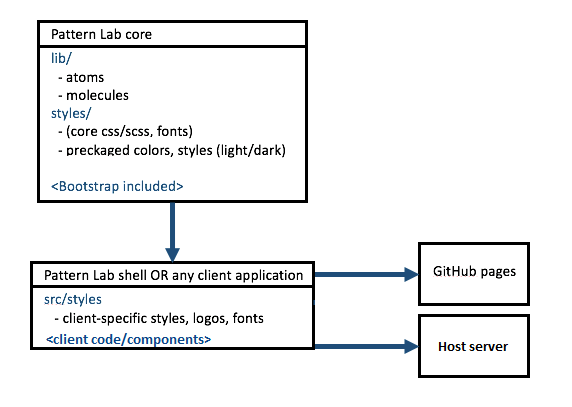 Pattern Lab core
lib/
- atoms
- molecules
styles/
- (core css/scss, fonts)
- preckaged colors, styles (light/dark)
<Bootstrap included>
Pattern Lab shell OR any client application
src/styles
- client-specific styles, logos, fonts
<client code/components>
GitHub pages
Host server